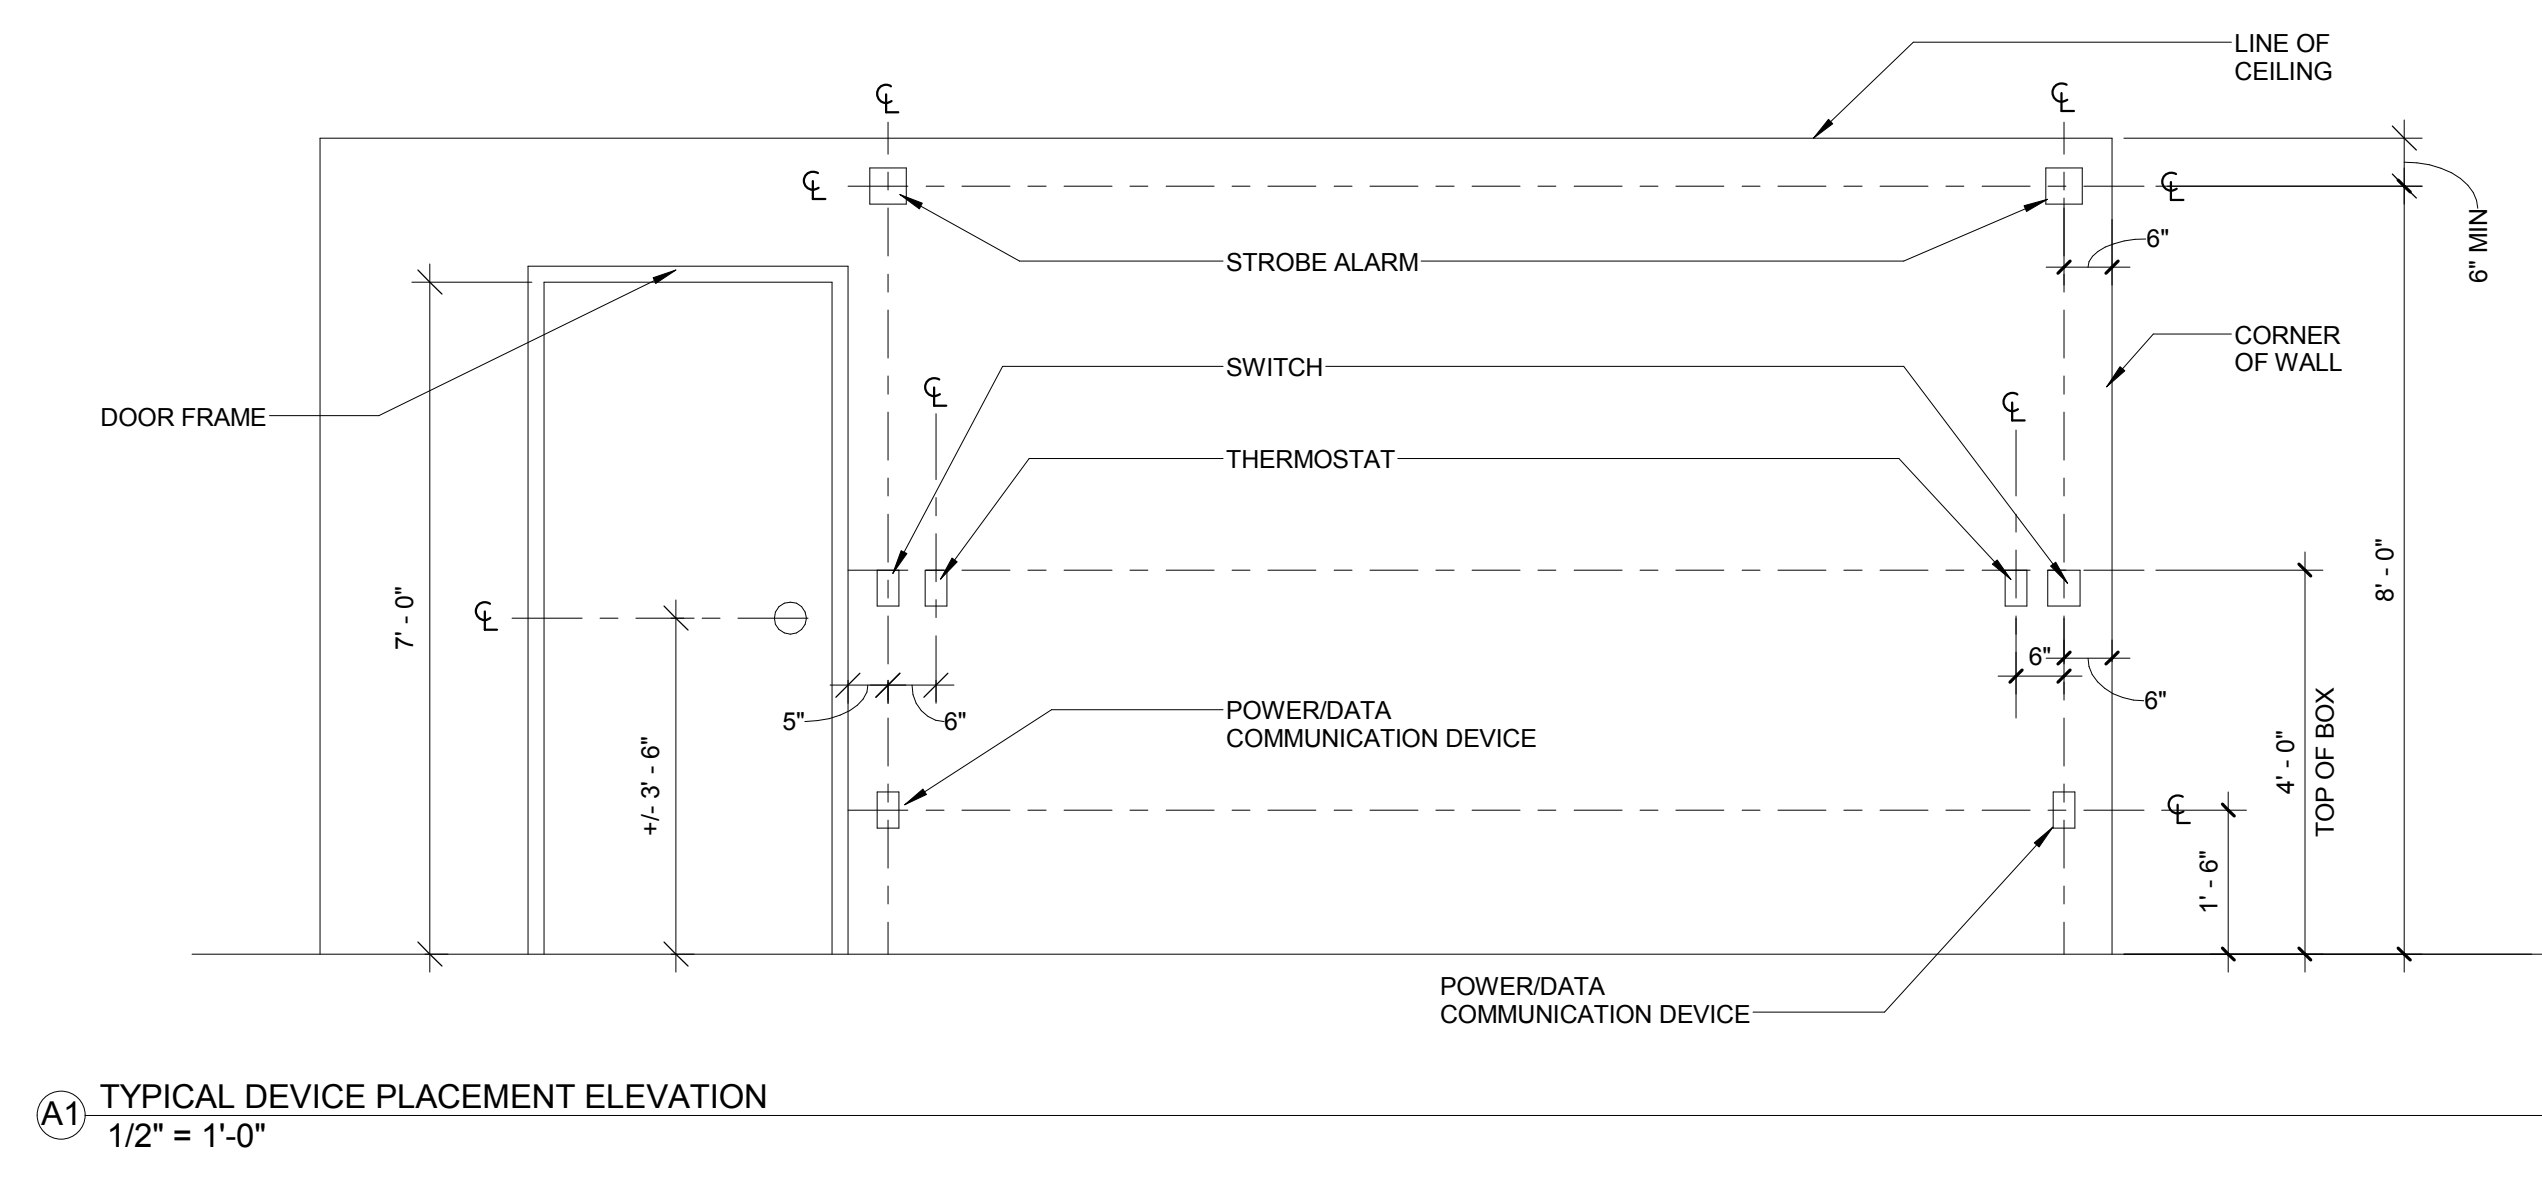 LINE OF
CEILING
℄
℄
℄
℄
6"
6" MIN
STROBE ALARM
CORNER
OF WALL
SWITCH
℄
℄
DOOR FRAME
THERMOSTAT
8' - 0"
7' - 0"
℄
6"
6"
5"
6"
POWER/DATA
COMMUNICATION DEVICE
4' - 0"
TOP OF BOX
+/- 3' - 6"
℄
1' - 6"
POWER/DATA
COMMUNICATION DEVICE
A1
TYPICAL DEVICE PLACEMENT ELEVATION
1/2" = 1'-0"